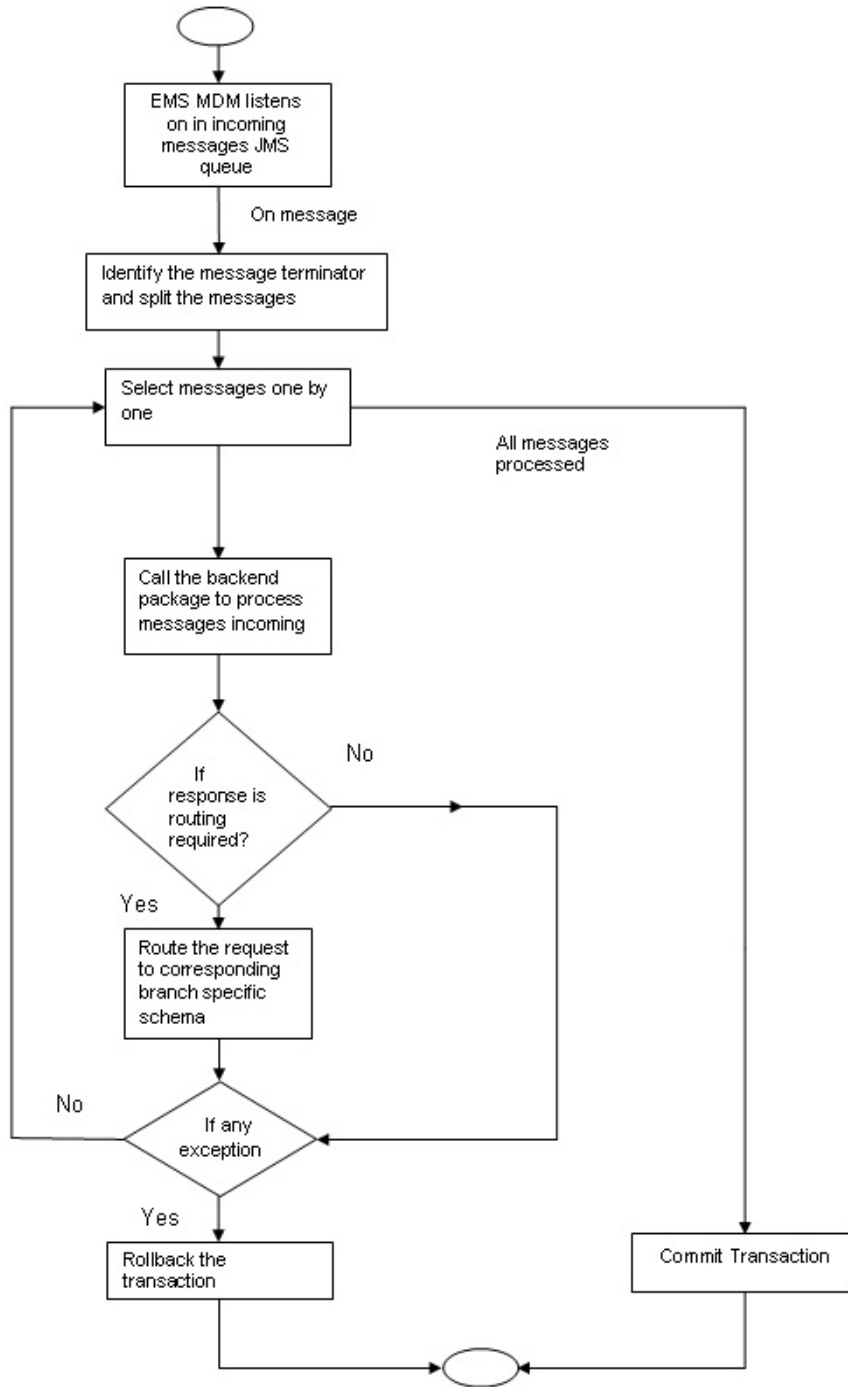 EMS MDM listens
on in incoming
messages JMS
queue
On message
Identify the message terminator
and split the messages
Select messages one by
one
All messages
processed
Call the backend
package to process
messages incoming
If
response is
routing
required?
No
Yes
Route the request
to corresponding
branch specific
schema
No
If any
exception
Yes
Rollback the
transaction
Commit Transaction